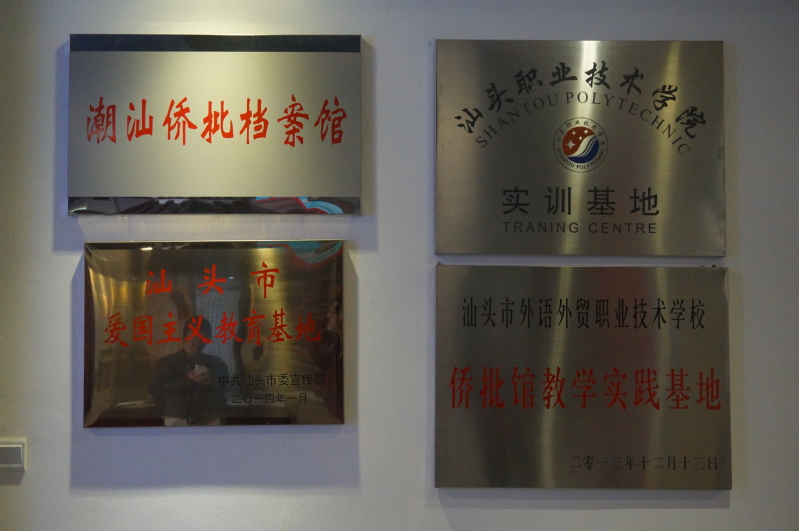 潮汕侨批档案馆
汕头市
爱国主义教育基地
中共汕头市委宣传部
二〇一四年一月
汕头职业技术学院
SHANTOU POLYTECHNIC
实训基地
TRANING CENTRE
汕头市外语外贸职业技术学校
侨批馆教学实践基地
二零一三年十二月十三日